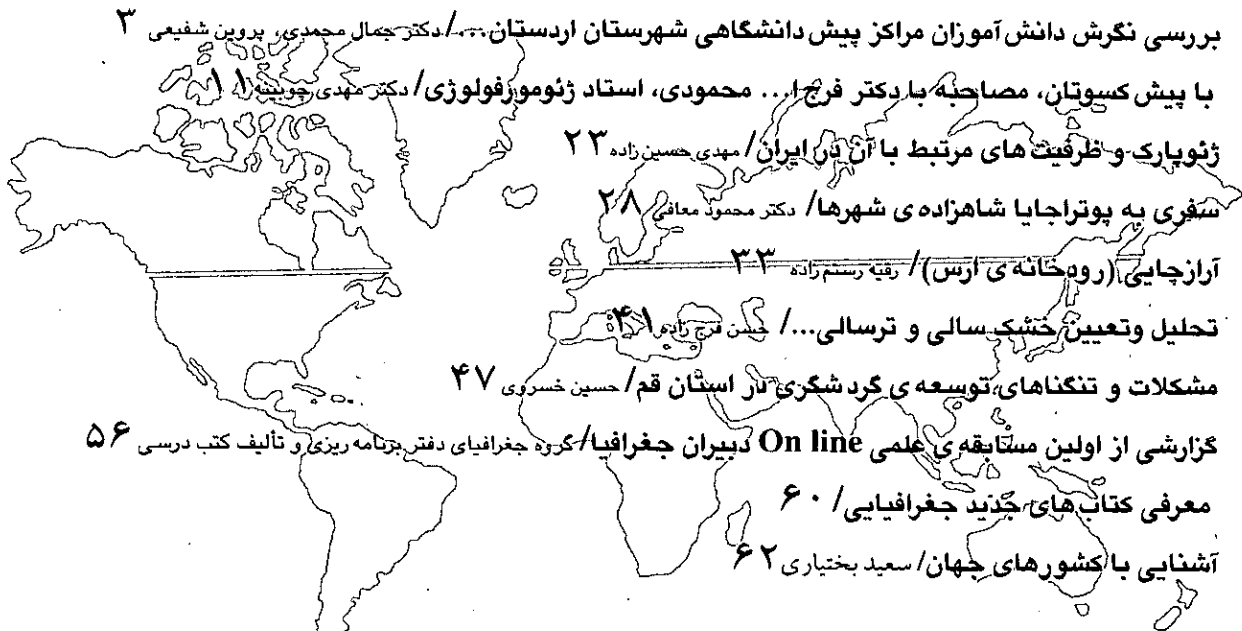 بررسی نگرش دانش آموزان مراکز پیش دانشگاهی شهرستان اردستان.../ دکتر جمال محمدی، پروین شفیعی ۳
با پیش کسوتان، مصاحبه با دکتر فرج ا... محمودی، استاد ژئومورفولوژی/ دکتر مهدی چوبینه ۱۱
ژئوپارک و ظرفیت های مرتبط با آن در ایران/ مهدی حسین زاده ۲۳
سفری به پوتراجایا شاهزاده ی شهرها/ دکتر محمود معافی ۲۸
آرازچایی (رودخانه ی ارس)/ رقیه رستم زاده ۳۳
تحلیل وتعیین خشک سالی و ترسالی.../ حسن فرج زاده ۴۱
مشکلات و تنگناهای توسعه ی گردشگری در استان قم/ حسین خسروی ۴۷
گزارشی از اولین مسابقه ی علمی On line دبیران جغرافیا/ گروه جغرافیای دفتر برنامه ریزی و تألیف کتب درسی ۵۶
معرفی کتاب های جدید جغرافیایی/ ۶۰
آشنایی با کشورهای جهان/ سعید بختیاری ۶۲